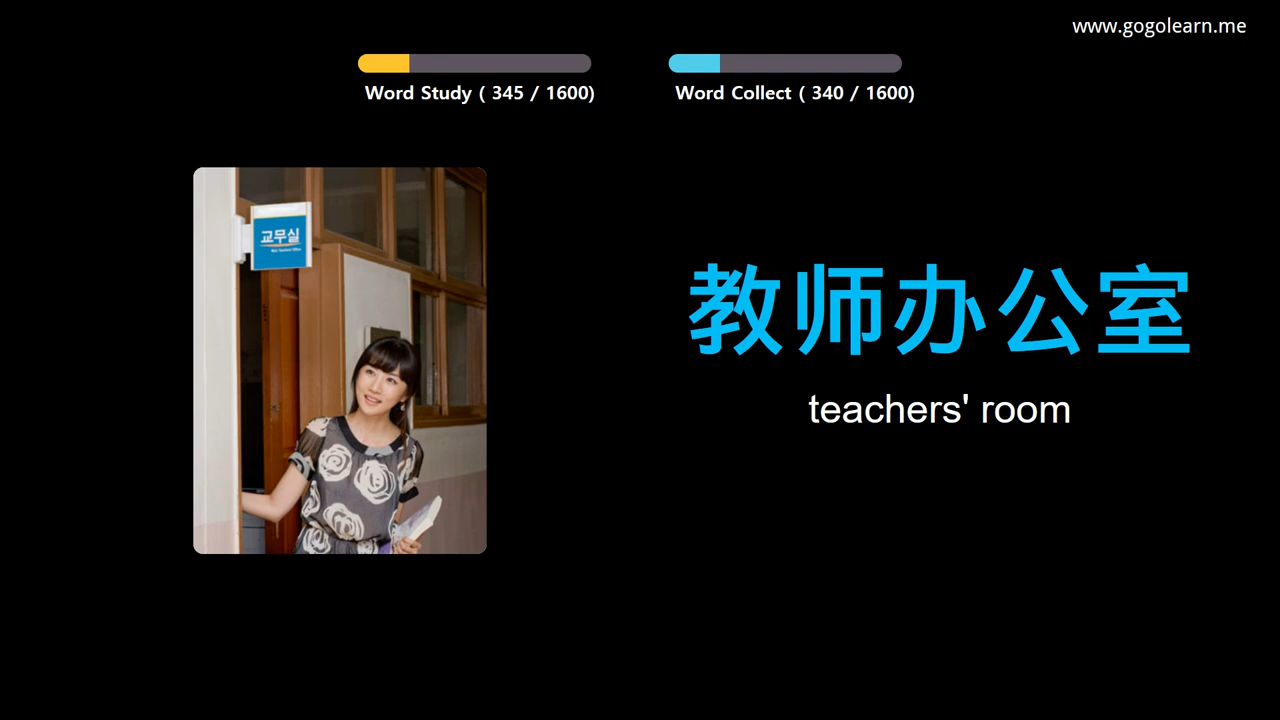 www.gogolearn.me
Word Study ( 345 / 1600)
Word Collect ( 340 / 1600)
교무실
教师办公室
teachers' room